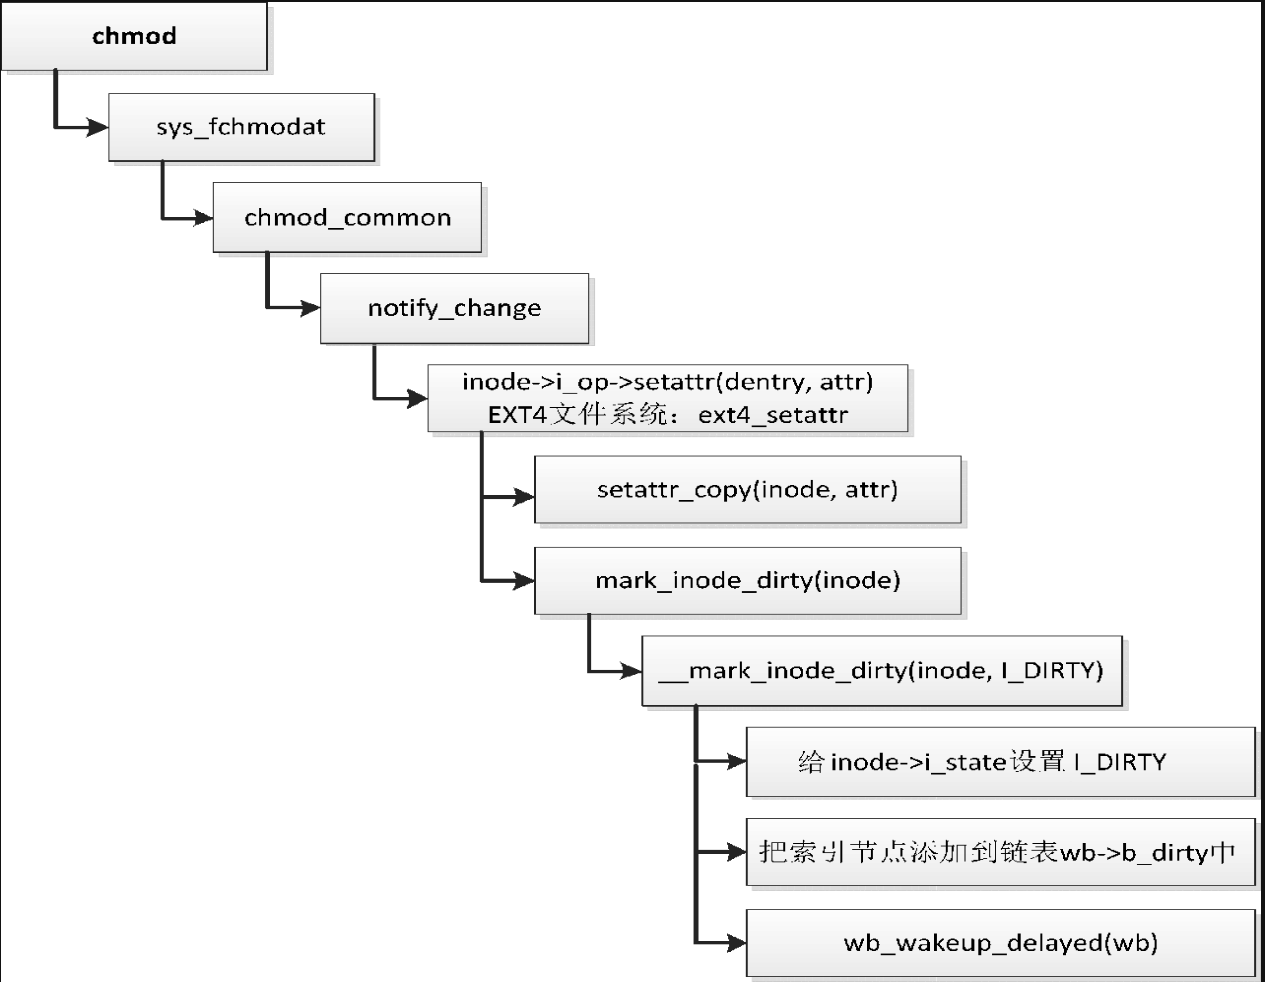 chmod
sys_fchmodat
chmod_common
notify_change
inode->i_op->setattr(dentry, attr)
EXT4文件系统：ext4_setattr
setattr_copy(inode, attr)
mark_inode_dirty(inode)
__mark_inode_dirty(inode, I_DIRTY)
给 inode->i_state设置 I_DIRTY
把索引节点添加到链表wb->b_dirty中
wb_wakeup_delayed(wb)